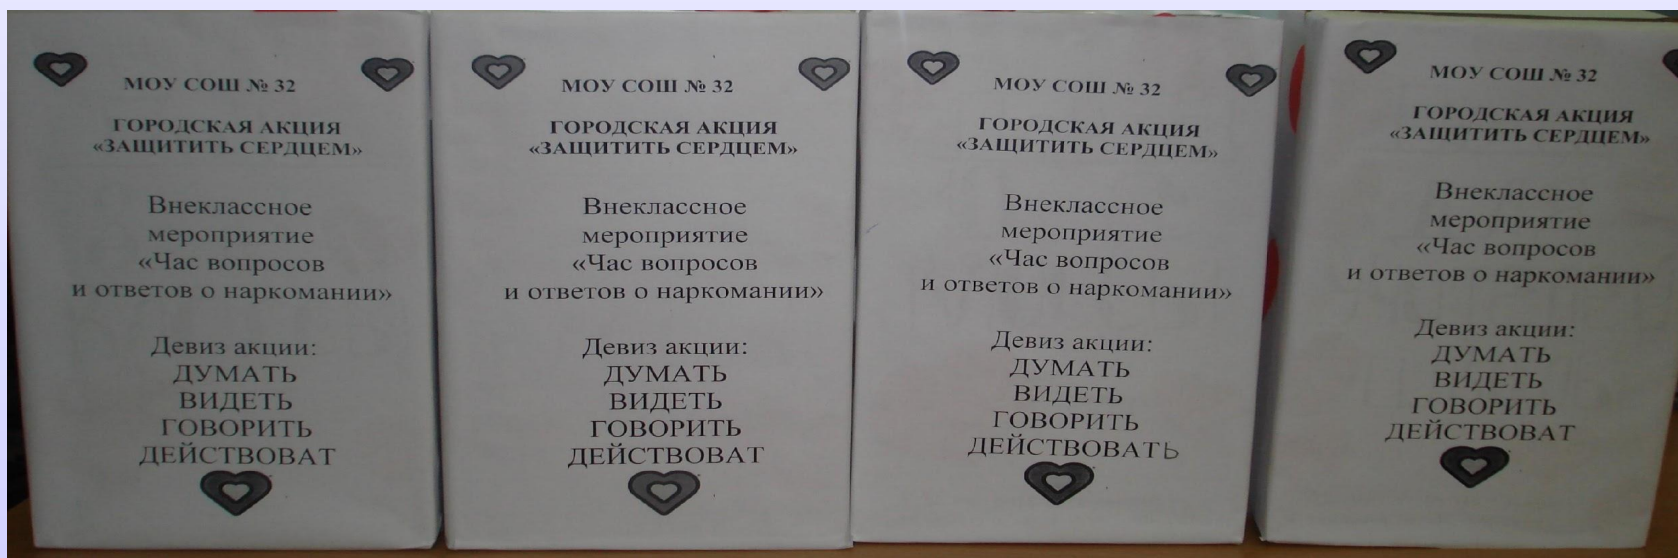 МОУ СОШ № 32
ГОРОДСКАЯ АКЦИЯ
«ЗАЩИТИТЬ СЕРДЦЕМ»
Внеклассное
мероприятие
«Час вопросов
и ответов о наркомании»
Девиз акции:
ДУМАТЬ
ВИДЕТЬ
ГОВОРИТЬ
ДЕЙСТВОВАТ
МОУ СОШ № 32
ГОРОДСКАЯ АКЦИЯ
«ЗАЩИТИТЬ СЕРДЦЕМ»
Внеклассное
мероприятие
«Час вопросов
и ответов о наркомании»
Девиз акции:
ДУМАТЬ
ВИДЕТЬ
ГОВОРИТЬ
ДЕЙСТВОВАТ
МОУ СОШ № 32
ГОРОДСКАЯ АКЦИЯ
«ЗАЩИТИТЬ СЕРДЦЕМ»
Внеклассное
мероприятие
«Час вопросов
и ответов о наркомании»
Девиз акции:
ДУМАТЬ
ВИДЕТЬ
ГОВОРИТЬ
ДЕЙСТВОВАТЬ
МОУ СОШ № 32
ГОРОДСКАЯ АКЦИЯ
«ЗАЩИТИТЬ СЕРДЦЕМ»
Внеклассное
мероприятие
«Час вопросов
и ответов о наркомании»
Девиз акции:
ДУМАТЬ
ВИДЕТЬ
ГОВОРИТЬ
ДЕЙСТВОВАТ